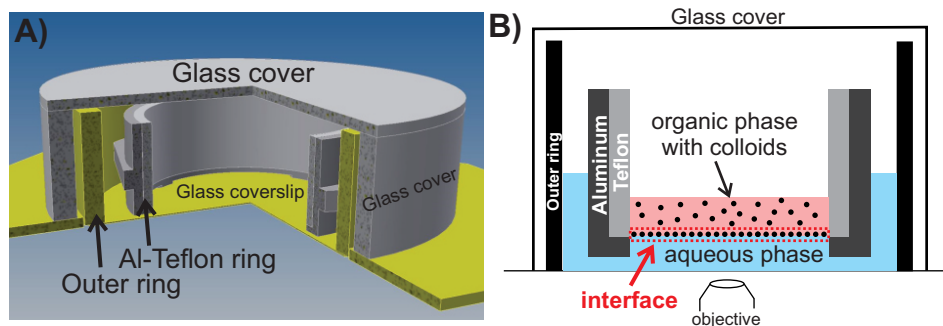 A)
Glass cover
Glass coverslip
Glass cover
Al-Teflon ring
Outer ring
B)
Glass cover
Outer ring
Aluminum
Teflon
organic phase
with colloids
aqueous phase
interface
objective